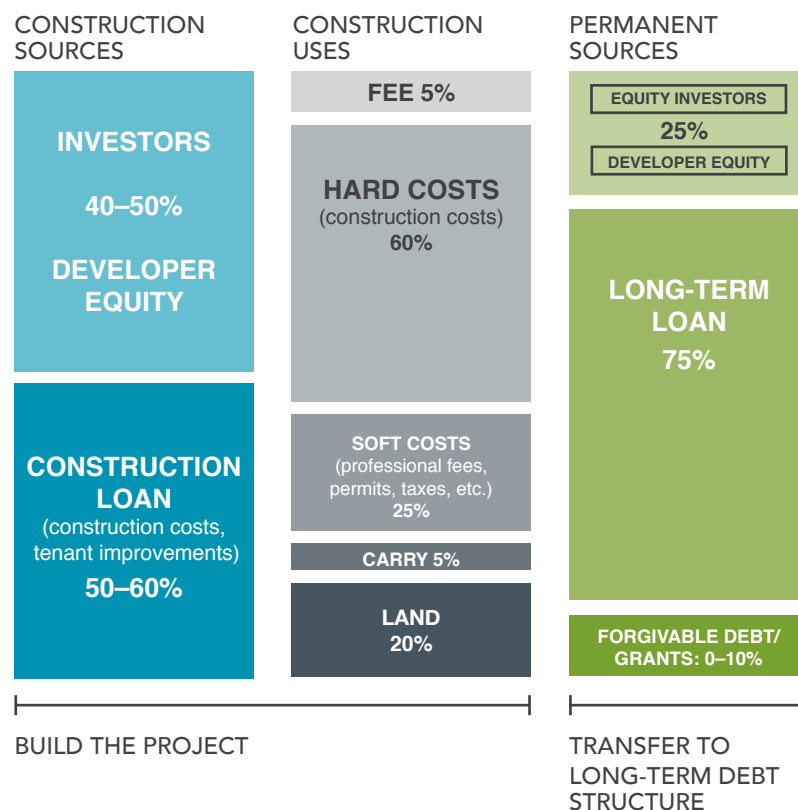 CONSTRUCTION
SOURCES
INVESTORS
40–50%
DEVELOPER
EQUITY
CONSTRUCTION
LOAN
(construction costs,
tenant improvements)
50–60%
CONSTRUCTION
USES
FEE 5%
HARD COSTS
(construction costs)
60%
SOFT COSTS
(professional fees,
permits, taxes, etc.)
25%
CARRY 5%
LAND
20%
PERMANENT
SOURCES
EQUITY INVESTORS
25%
DEVELOPER EQUITY
LONG-TERM
LOAN
75%
FORGIVABLE DEBT/
GRANTS: 0–10%
BUILD THE PROJECT
TRANSFER TO
LONG-TERM DEBT
STRUCTURE